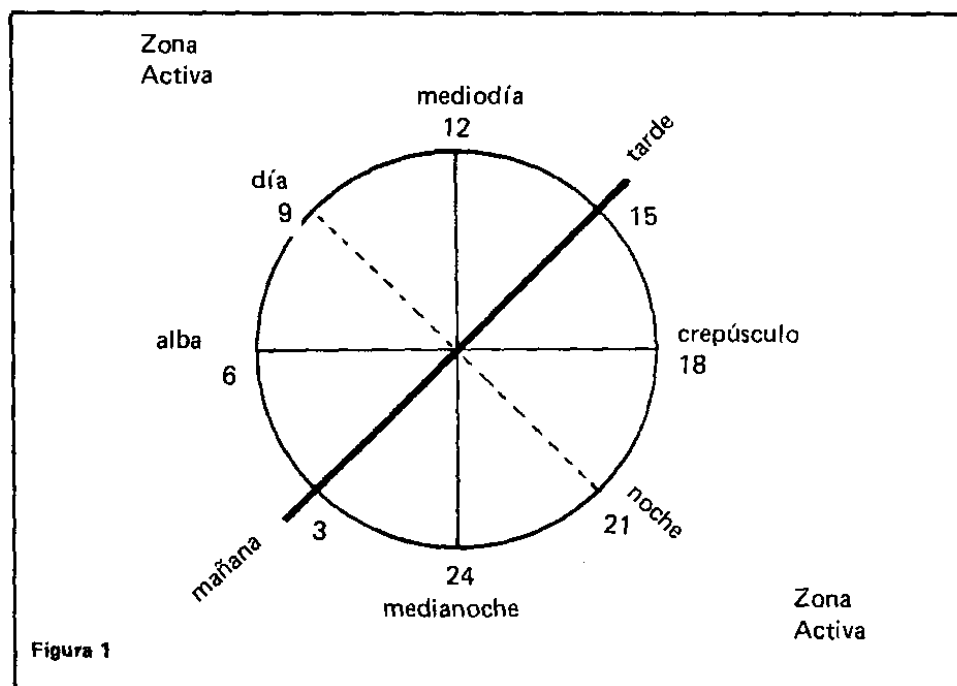 Zona
Activa
mediodía
12
tarde
día
9
15
alba
6
crepúsculo
18
mañana
3
noche
21
24
medianoche
Zona
Activa
Figura 1